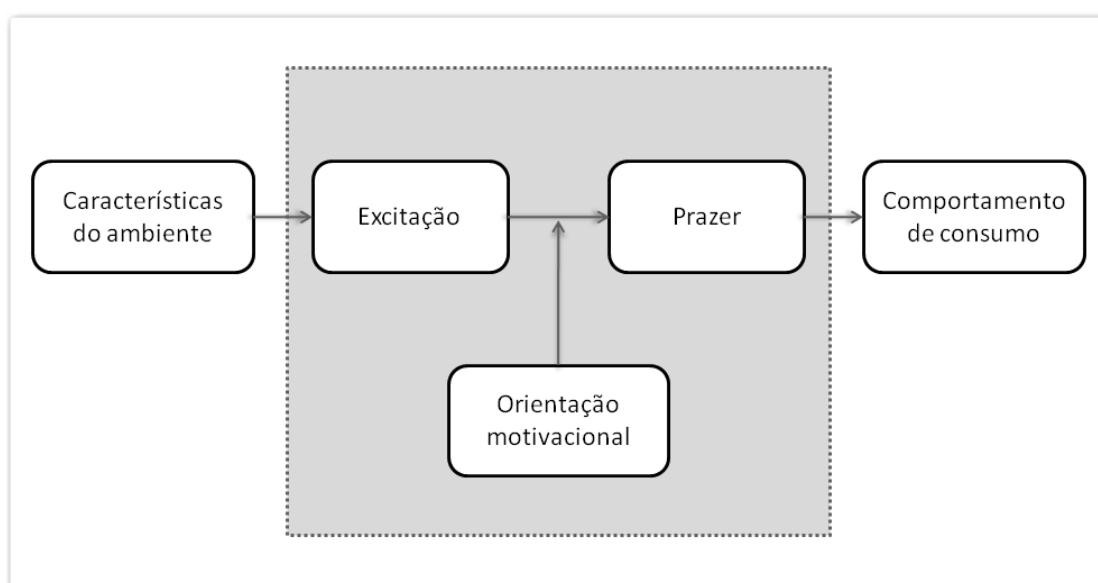 Características
do ambiente
Excitação
Prazer
Comportamento
de consumo
Orientação
motivacional